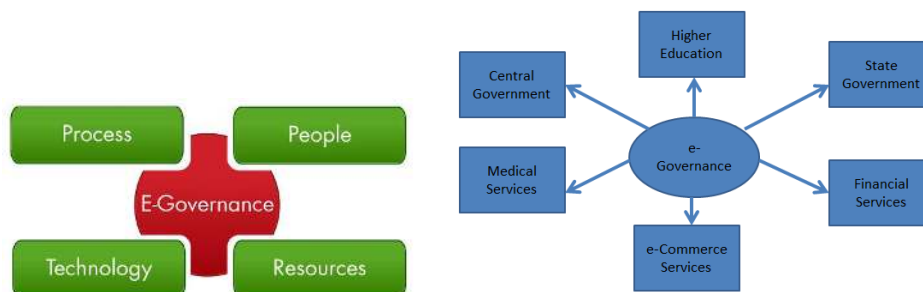 Process
People
E-Governance
Technology
Resources
Higher
Education
Central
Government
State
Government
e-
Governance
Medical
Services
Financial
Services
e-Commerce
Services